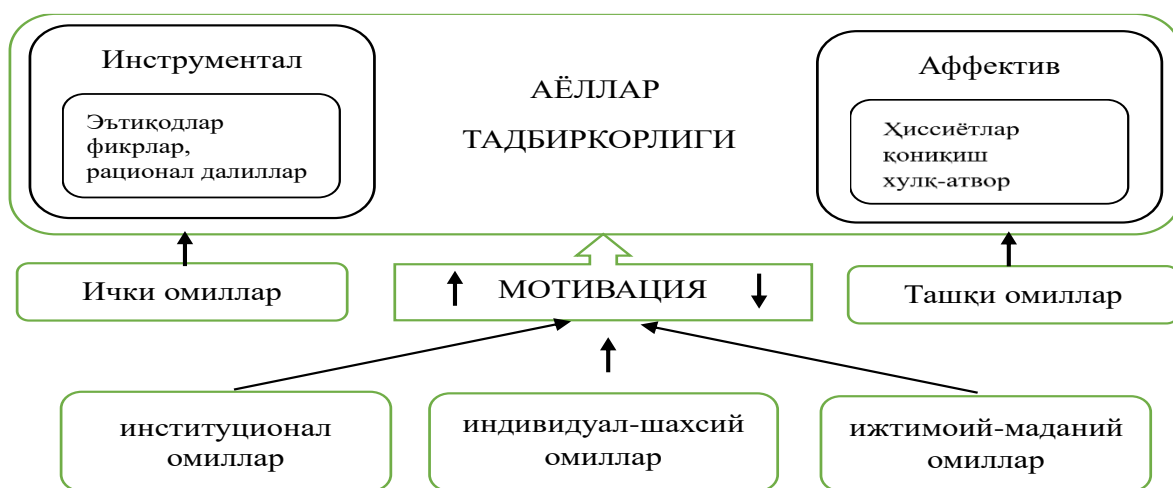 Инструментал
Эътиқодлар
фикрлар,
рационал далиллар
АЁЛЛАР
ТАДБИРКОРЛИГИ
Аффектив
Ҳиссиётлар
қониқиш
хулқ-атвор
Ички омиллар
МОТИВАЦИЯ
Ташқи омиллар
институционал
омиллар
индивидуал-шахсий
омиллар
ижтимоий-маданий
омиллар